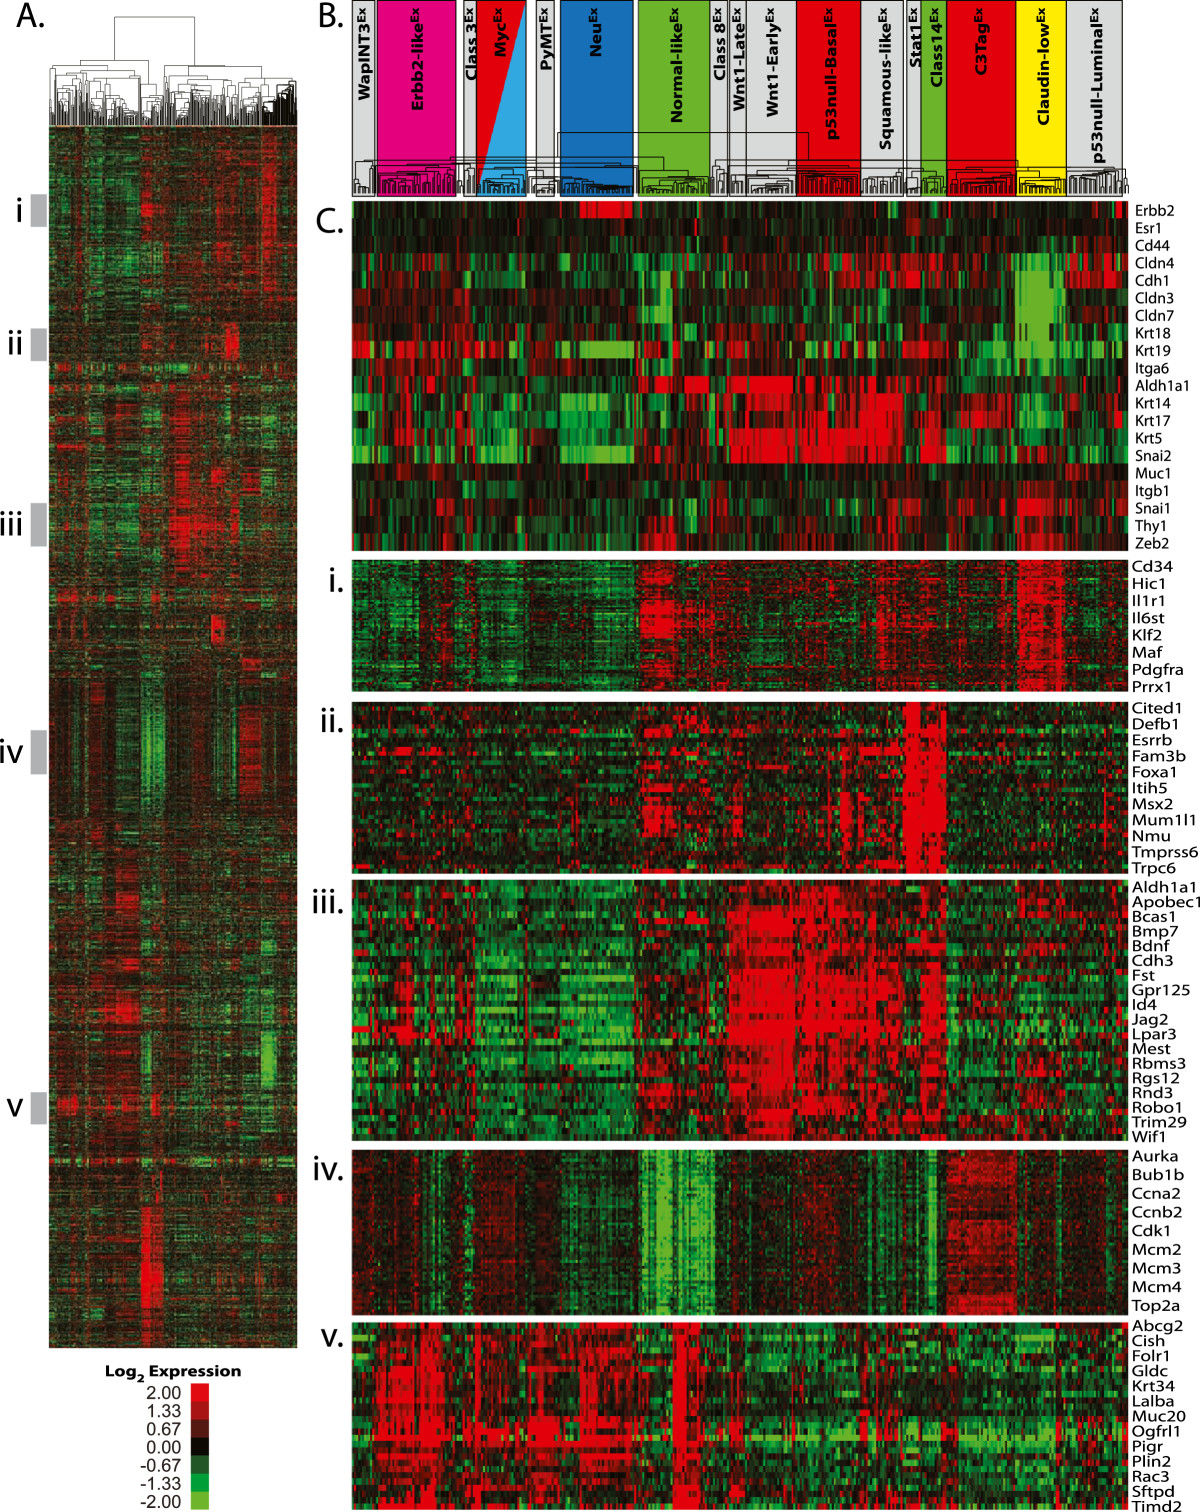 A.
B.
WapINT3Ex
Erbb2-likeEx
Class 3Ex
MycEx
PyMTEx
NeuEx
Normal-likeEx
Class 8Ex
Wnt1-LateEx
Wnt1-EarlyEx
p53null-BasalEx
Squamous-likeEx
Stat1Ex
Class14Ex
C3TagEx
Claudin-lowEx
p53null-LuminalEx
i
ii
iii
iv
v
Log2 Expression
2.00
1.33
0.67
0.00
-0.67
-1.33
-2.00
C.
Erbb2
Esr1
Cd44
Cldn4
Cdh1
Cldn3
Cldn7
Krt18
Krt19
Itga6
Aldh1a1
Krt14
Krt17
Krt5
Snai2
Muc1
Itgb1
Snai1
Thy1
Zeb2
i.
Cd34
Hic1
Il1r1
Il6st
Klf2
Maf
Pdgfra
Prrx1
ii.
Cited1
Defb1
Esrrb
Fam3b
Foxa1
Itih5
Msx2
Mum1l1
Nmu
Tmprss6
Trpc6
iii.
Aldh1a1
Apobec1
Bcas1
Bmp7
Bdnf
Cdh3
Fst
Gpr125
Id4
Jag2
Lpar3
Mest
Rbms3
Rgs12
Rnd3
Robo1
Trim29
Wif1
iv.
Aurka
Bub1b
Ccna2
Ccnb2
Cdk1
Mcm2
Mcm3
Mcm4
Top2a
v.
Abcg2
Cish
Folr1
Gldc
Krt34
Lalba
Muc20
Ogfrl1
Pigr
Plin2
Rac3
Sftpd
Timd2